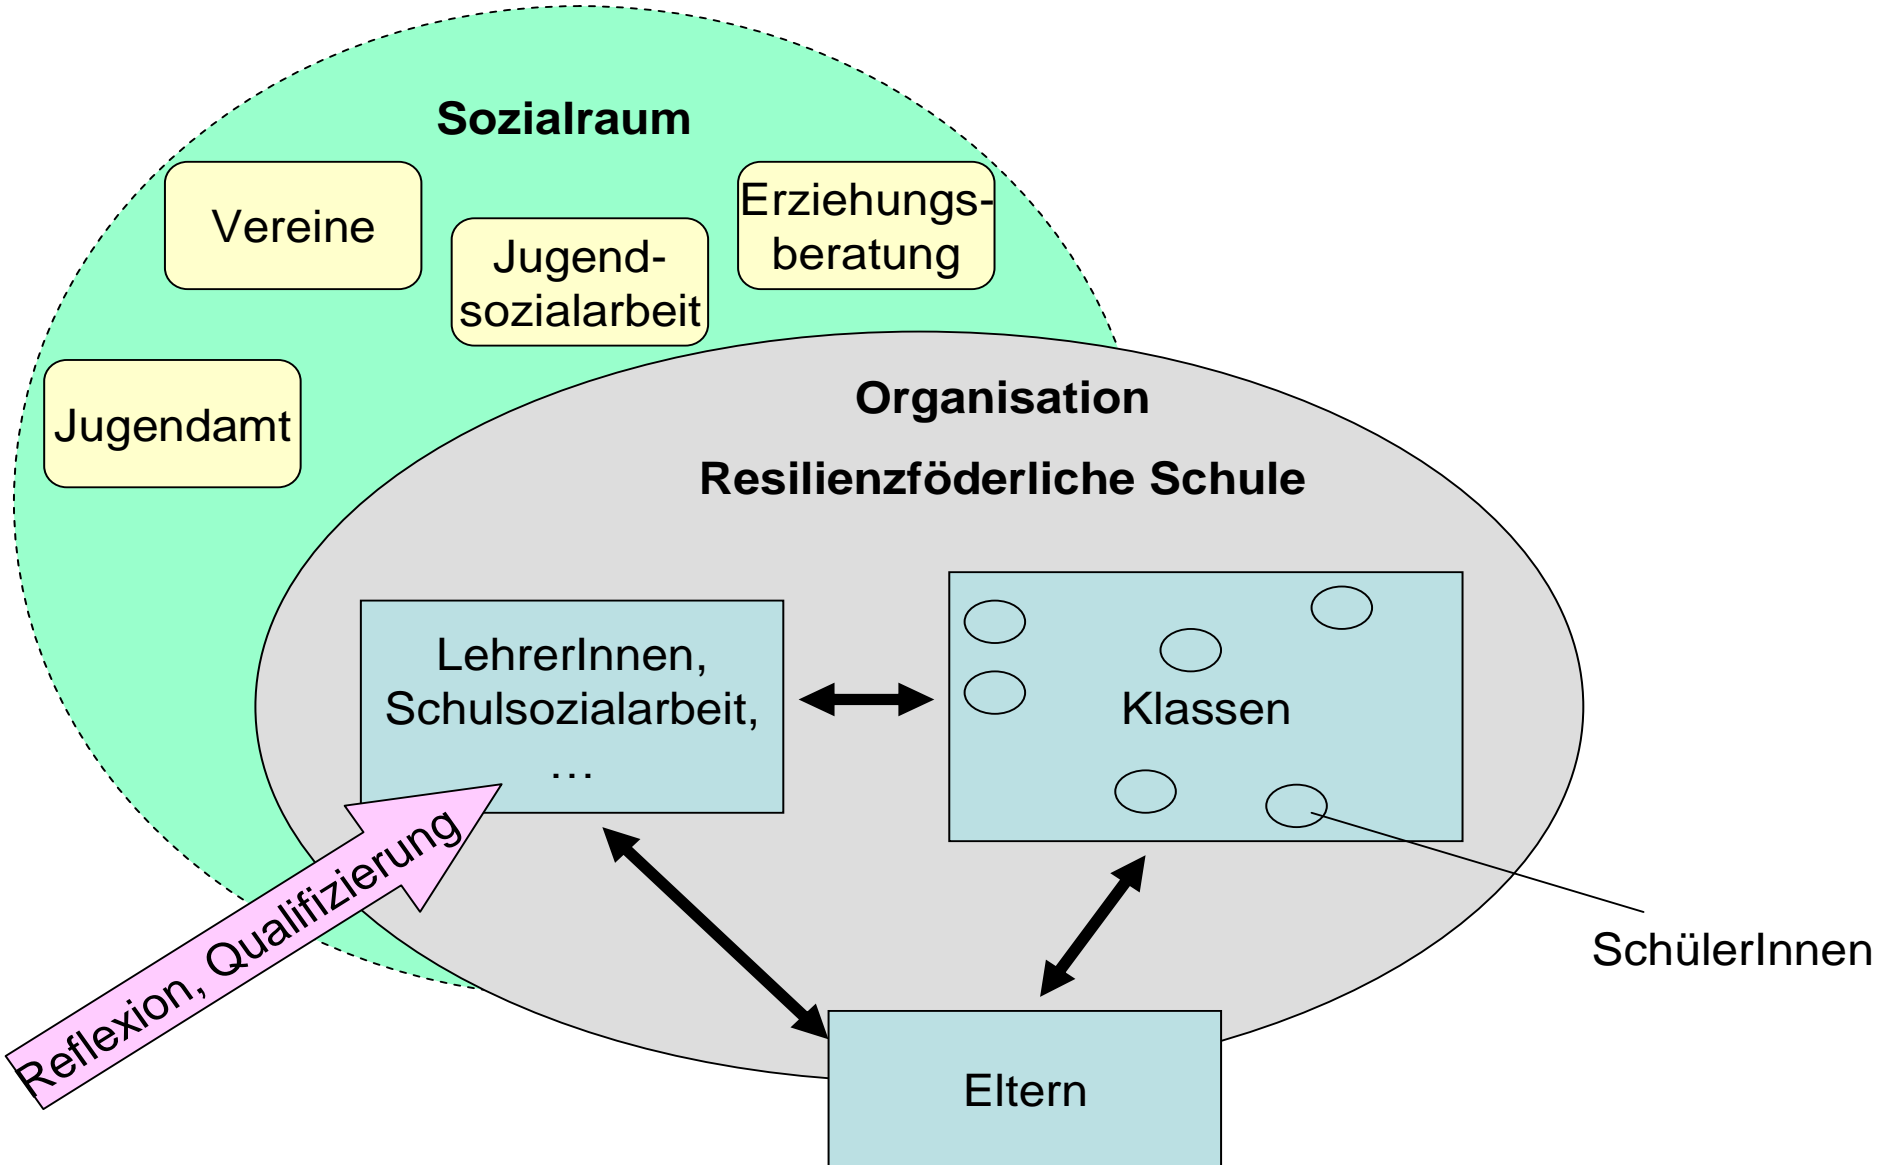 Sozialraum
Vereine
Jugend-
sozialarbeit
Erziehungs-
beratung
Jugendamt
Organisation
Resilienzföderliche Schule
LehrerInnen,
Schulsozialarbeit,
…
Klassen
Reflexion, Qualifizierung
SchülerInnen
Eltern